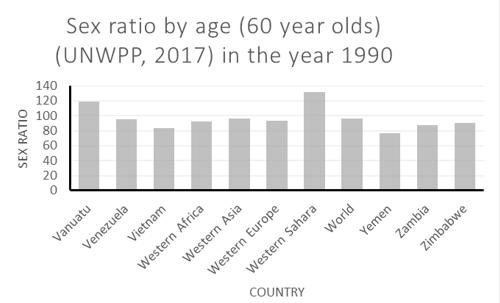 Sex ratio by age (60 year olds)
(UNWPP, 2017) in the year 1990
140
120
100
80
60
40
20
0
SEX RATIO
Vanuatu
Venezuela
Vietnam
Western Africa
Western Asia
Western Europe
Western Sahara
World
Yemen
Zambia
Zimbabwe
COUNTRY